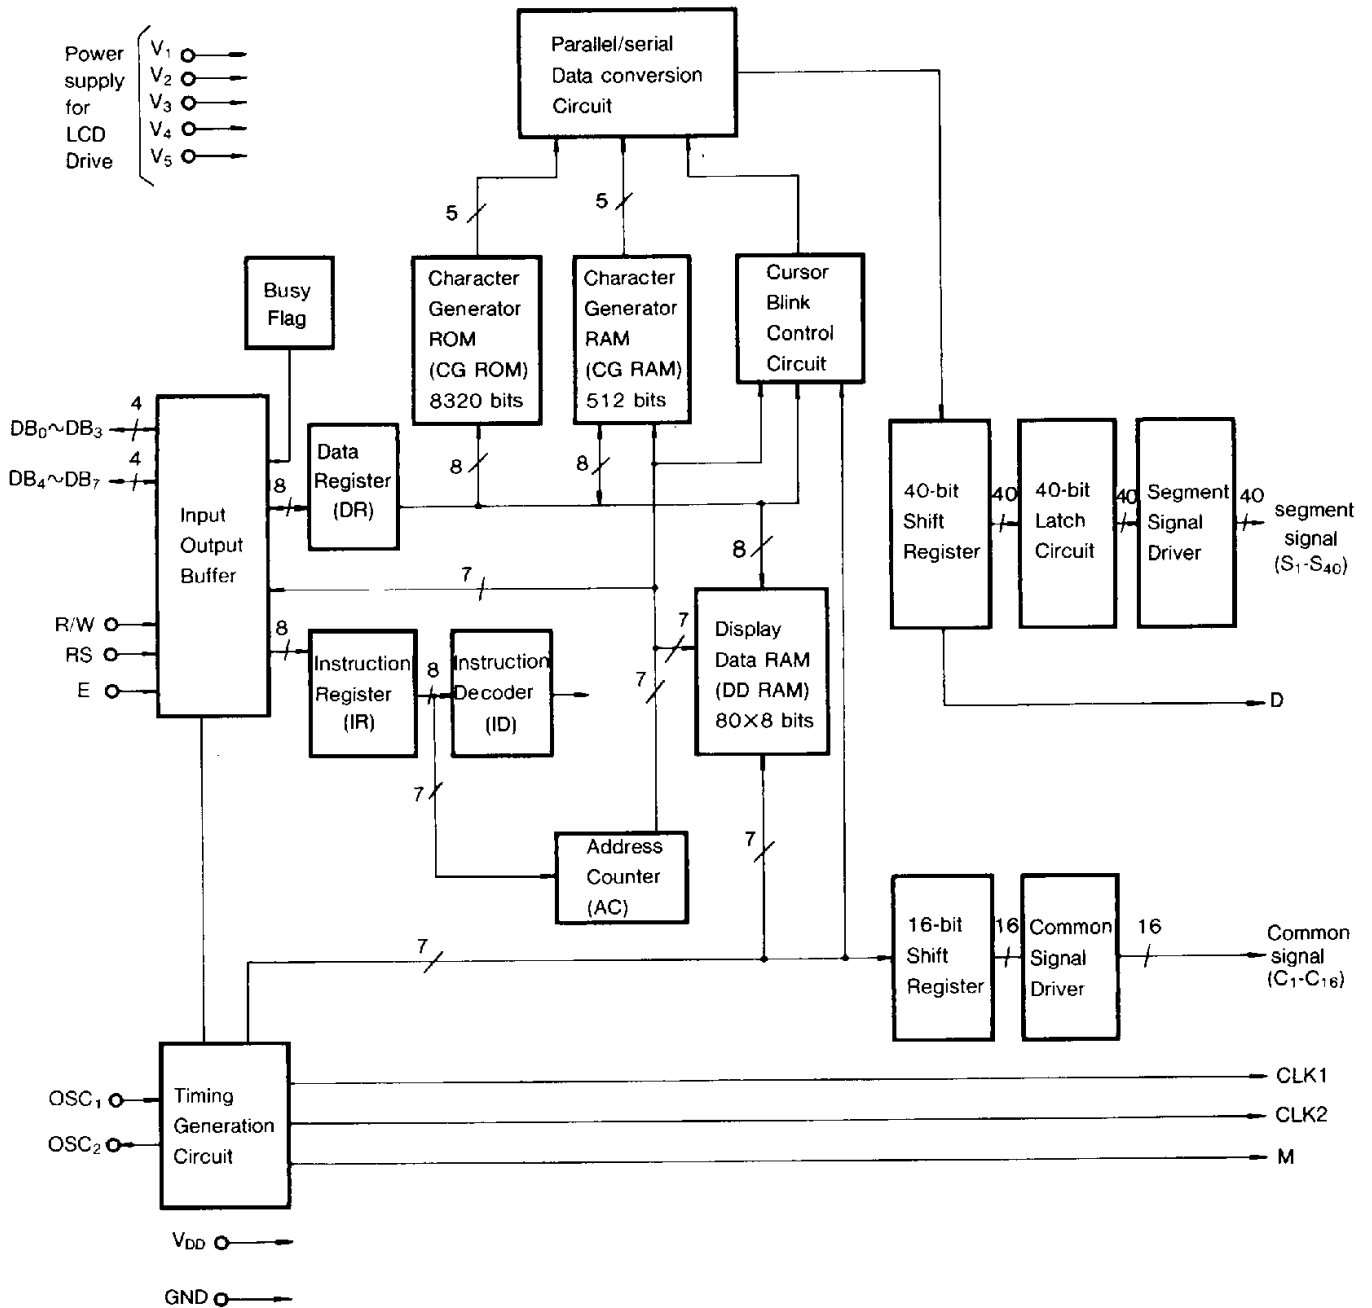 Power
supply
for
LCD
Drive
V1
V2
V3
V4
V5
Parallel/serial
Data conversion
Circuit
5
5
Busy
Flag
Character
Generator
ROM
(CG ROM)
8320 bits
Character
Generator
RAM
(CG RAM)
512 bits
Cursor
Blink
Control
Circuit
4
DB0~DB3
4
DB4~DB7
Input
Output
Buffer
8
Data
Register
(DR)
8
8
8
7
R/W
RS
E
8
Instruction
Register
(IR)
8
Instruction
Decoder
(ID)
7
7
7
Display
Data RAM
(DD RAM)
80×8 bits
40-bit
Shift
Register
40
40-bit
Latch
Circuit
40
Segment
Signal
Driver
40
segment
signal
(S1-S40)
D
Address
Counter
(AC)
7
7
16-bit
Shift
Register
16
Common
Signal
Driver
16
Common
signal
(C1-C16)
OSC1
OSC2
Timing
Generation
Circuit
CLK1
CLK2
M
VDD
GND